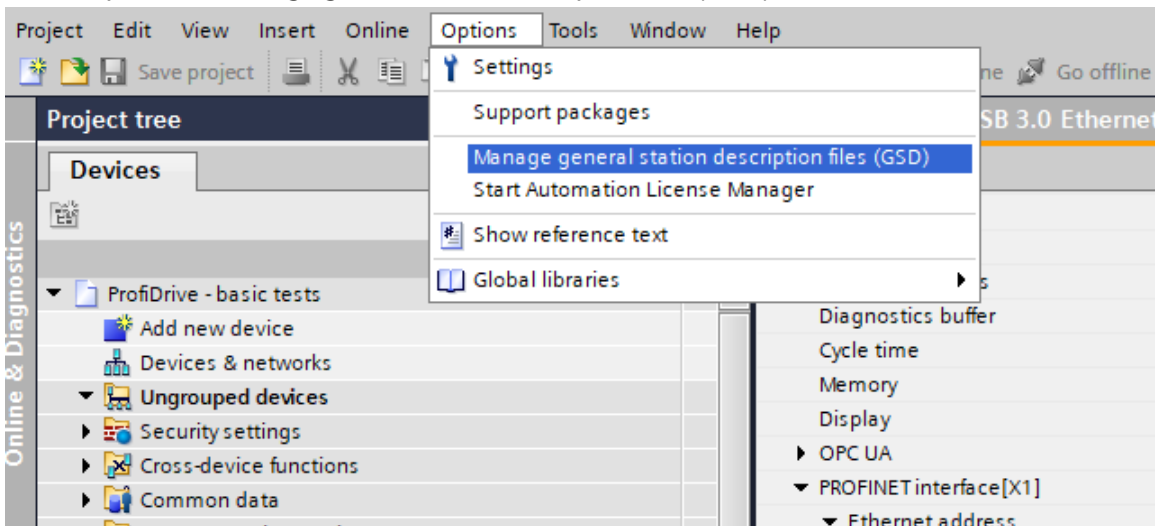 Project Edit View Insert Online Options Tools Window Help
Save project
Settings
ne Go offline
Support packages
Project tree
SB 3.0 Ethernet
Manage general station description files (GSD)
Devices
Start Automation License Manager
Show reference text
Global libraries
ProfiDrive - basic tests
Add new device
Devices & networks
Ungrouped devices
Security settings
Cross-device functions
Common data
Online & Diagnostics
s
Diagnostics buffer
Cycle time
Memory
Display
OPC UA
PROFINET interface[X1]
Ethernet address